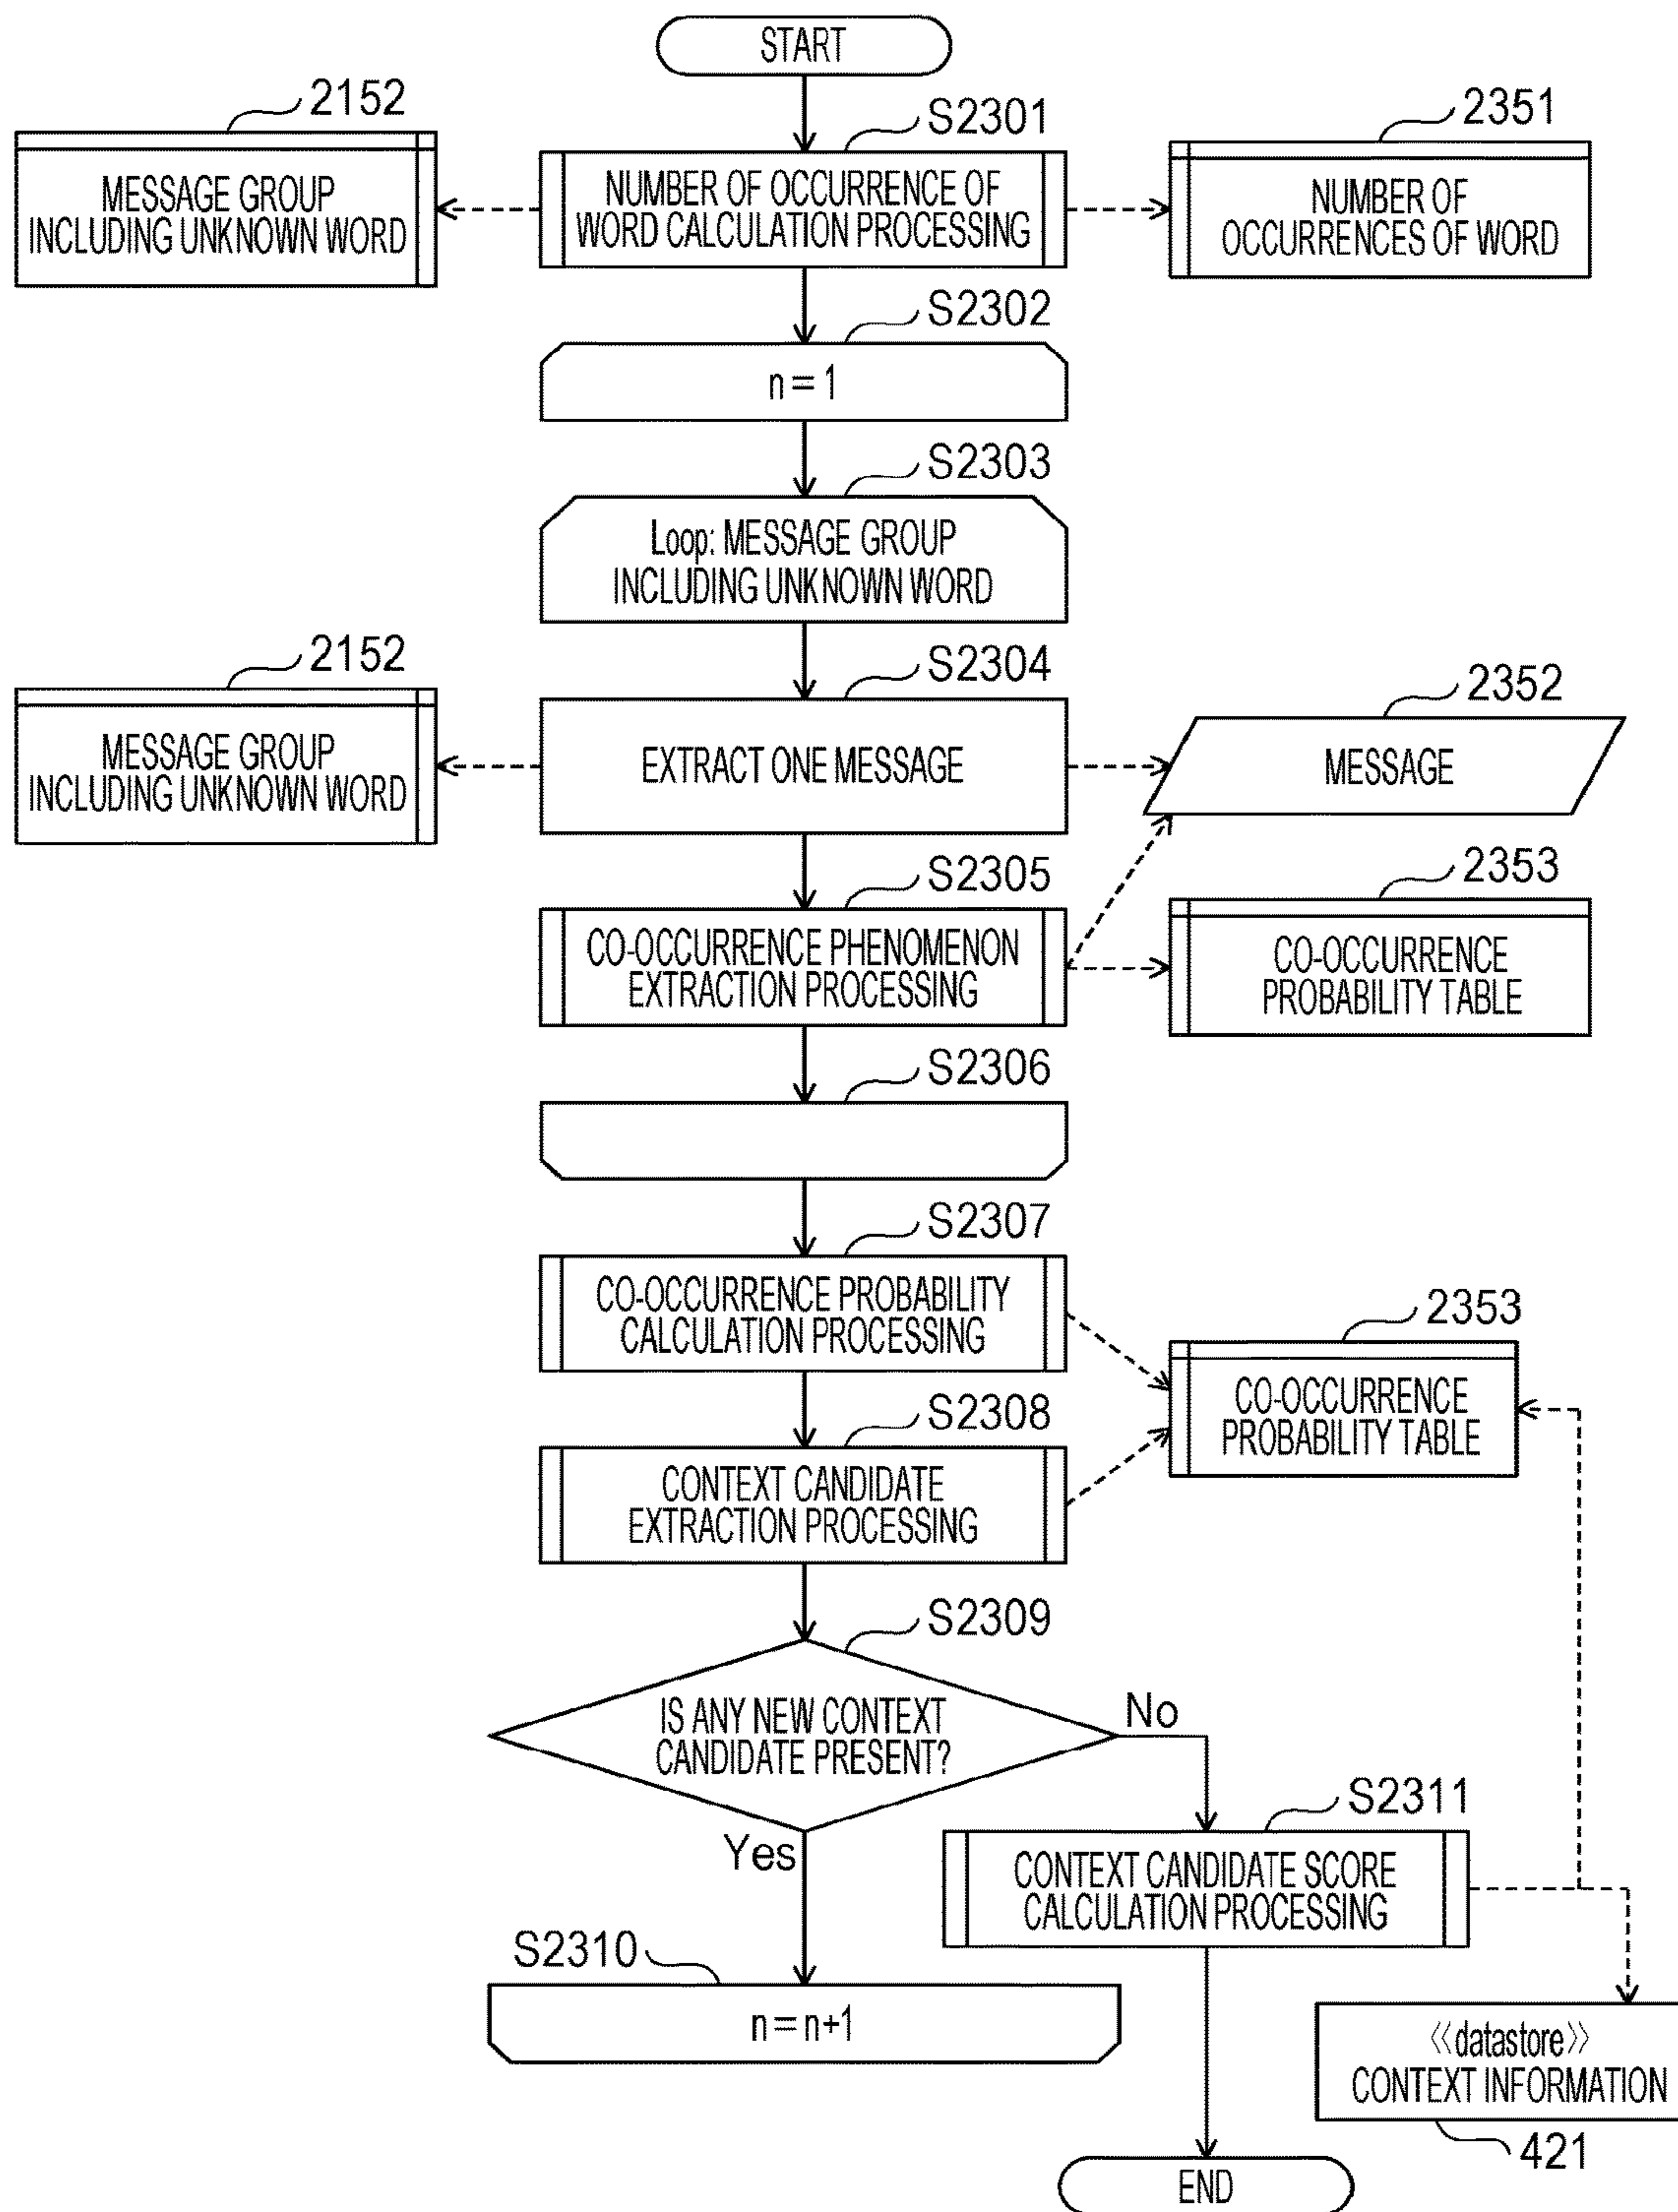 START
2152
S2301
2351
MESSAGE GROUP
INCLUDING UNKNOWN WORD
NUMBER OF OCCURRENCE OF
WORD CALCULATION PROCESSING
NUMBER OF
OCCURRENCES OF WORD
S2302
n=1
S2303
Loop: MESSAGE GROUP
INCLUDING UNKNOWN WORD
2152
S2304
2352
MESSAGE GROUP
INCLUDING UNKNOWN WORD
EXTRACT ONE MESSAGE
MESSAGE
S2305
2353
CO-OCCURRENCE PHENOMENON
EXTRACTION PROCESSING
CO-OCCURRENCE
PROBABILITY TABLE
S2306
S2307
CO-OCCURRENCE PROBABILITY
CALCULATION PROCESSING
2353
CO-OCCURRENCE
PROBABILITY TABLE
S2308
CONTEXT CANDIDATE
EXTRACTION PROCESSING
S2309
IS ANY NEW CONTEXT
CANDIDATE PRESENT?
No
Yes
S2311
CONTEXT CANDIDATE SCORE
CALCULATION PROCESSING
S2310
n=n+1
《datastore》
CONTEXT INFORMATION
421
END